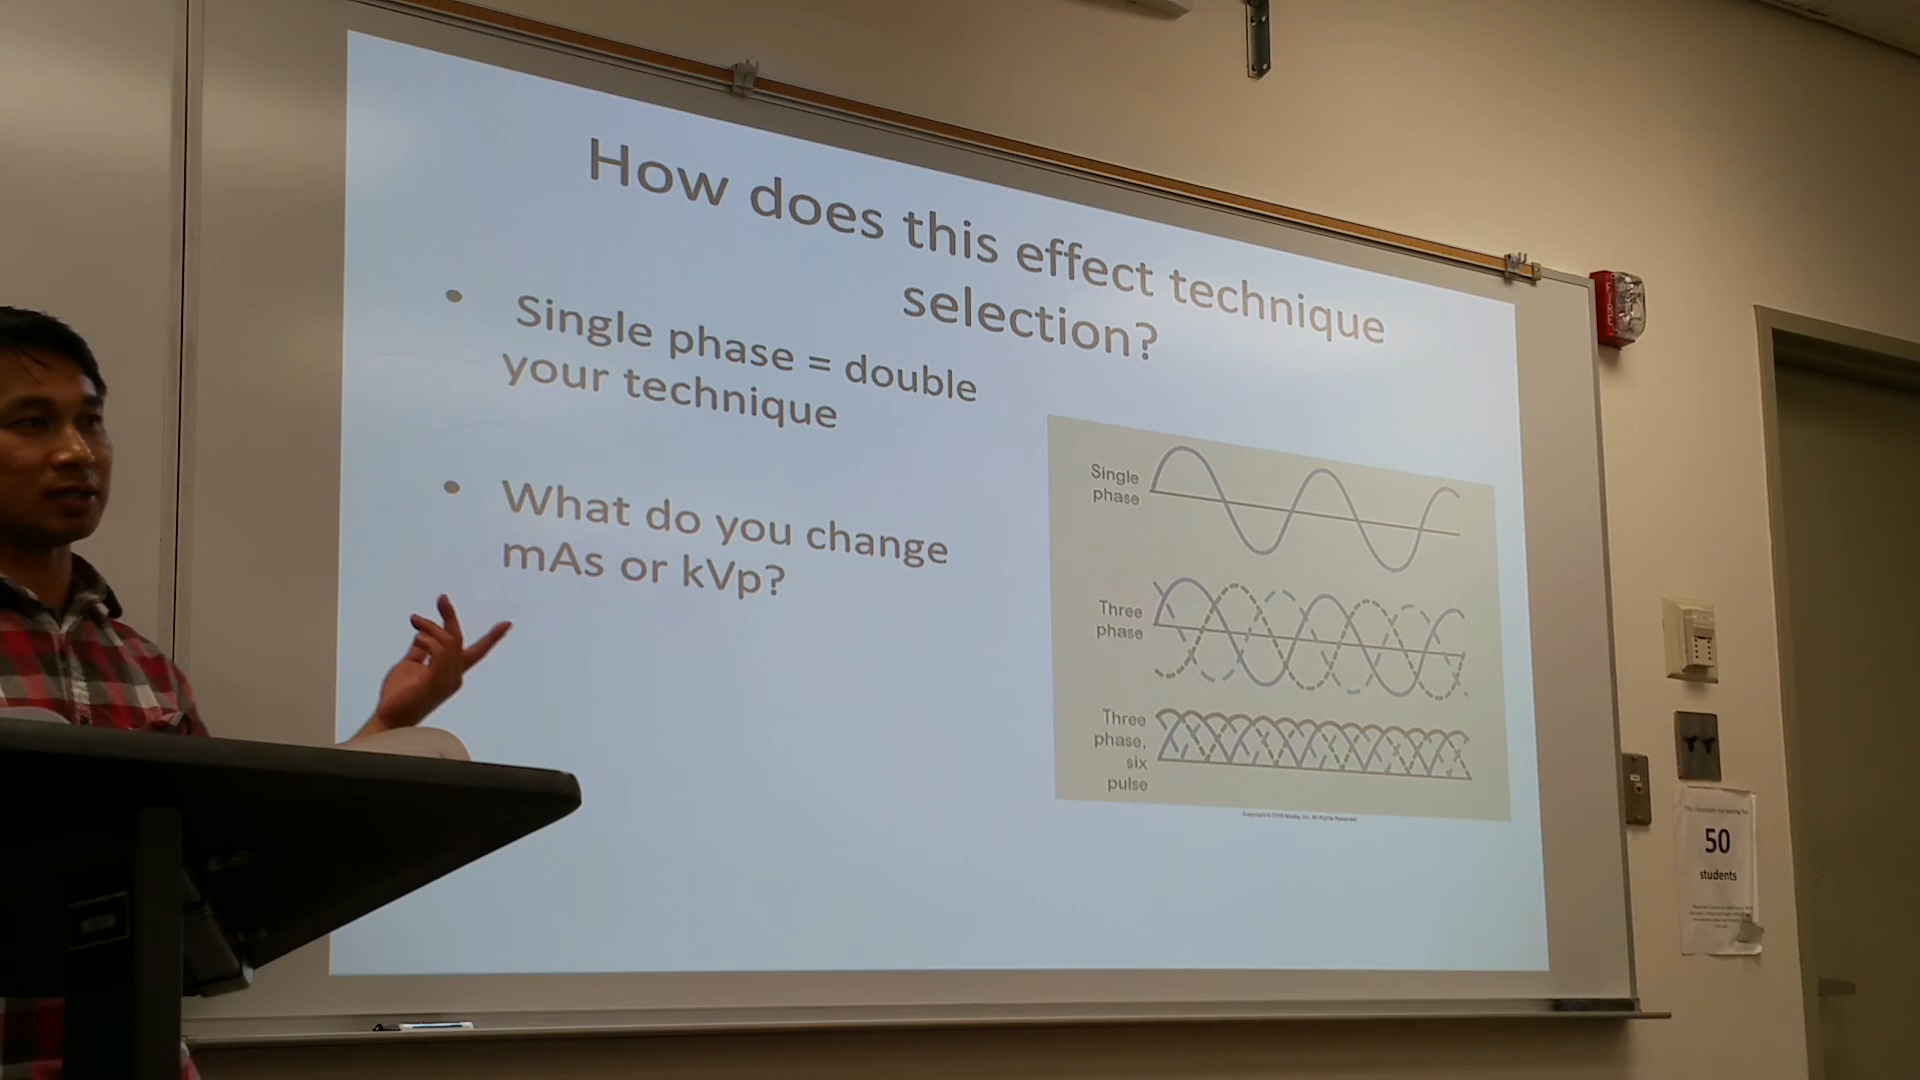 How does this effect technique
selection?
• Single phase = double
your technique
• What do you change
mAs or kVp?
Single
phase
Three
phase
Three
phase,
six
pulse
FIRE
50
students